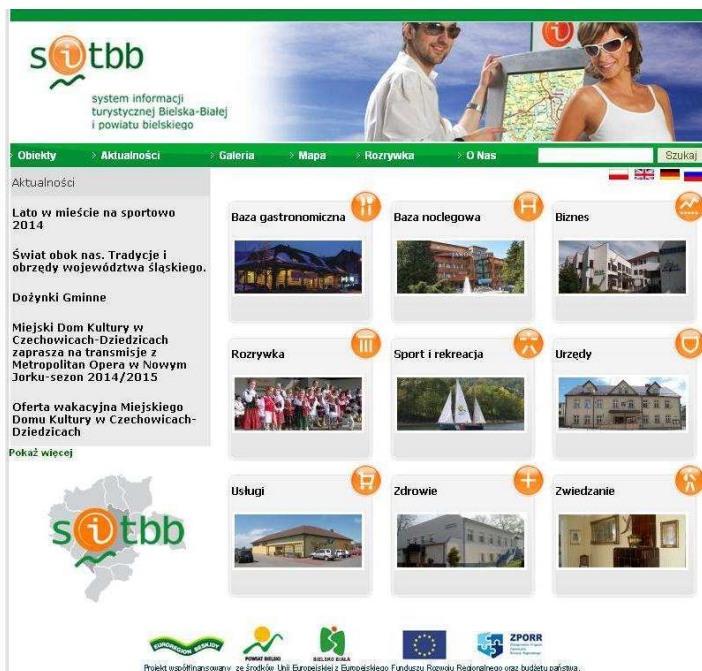 sitbb
system informacji
turystycznej Bielska-Białej
i powiatu bielskiego
i
Obiekty
Aktualności
Galeria
Mapa
Rozrywka
O Nas
Szukaj
Aktualności
Lato w mieście na sportowo
2014
Świat obok nas. Tradycje i
obrzędy województwa śląskiego.
Dożynki Gminne
Miejski Dom Kultury w
Czechowicach-Dziedzicach
zaprasza na transmisje z
Metropolitan Opera w Nowym
Jorku-sezon 2014/2015
Oferta wakacyjna Miejskiego
Domu Kultury w Czechowicach-
Dziedzicach
Pokaż więcej
Baza gastronomiczna
Baza noclegowa
Biznes
Rozrywka
Sport i rekreacja
Urzędy
Usługi
Zdrowie
Zwiedzanie
sitbb
EUROREGION BESKIDY
POWIAT BIELSKI
BIELSKO BIAŁA
ZPORR
Projekt współfinansowany ze środków Unii Europejskiej z Europejskiego Funduszu Rozwoju Regionalnego oraz budżetu państwa.